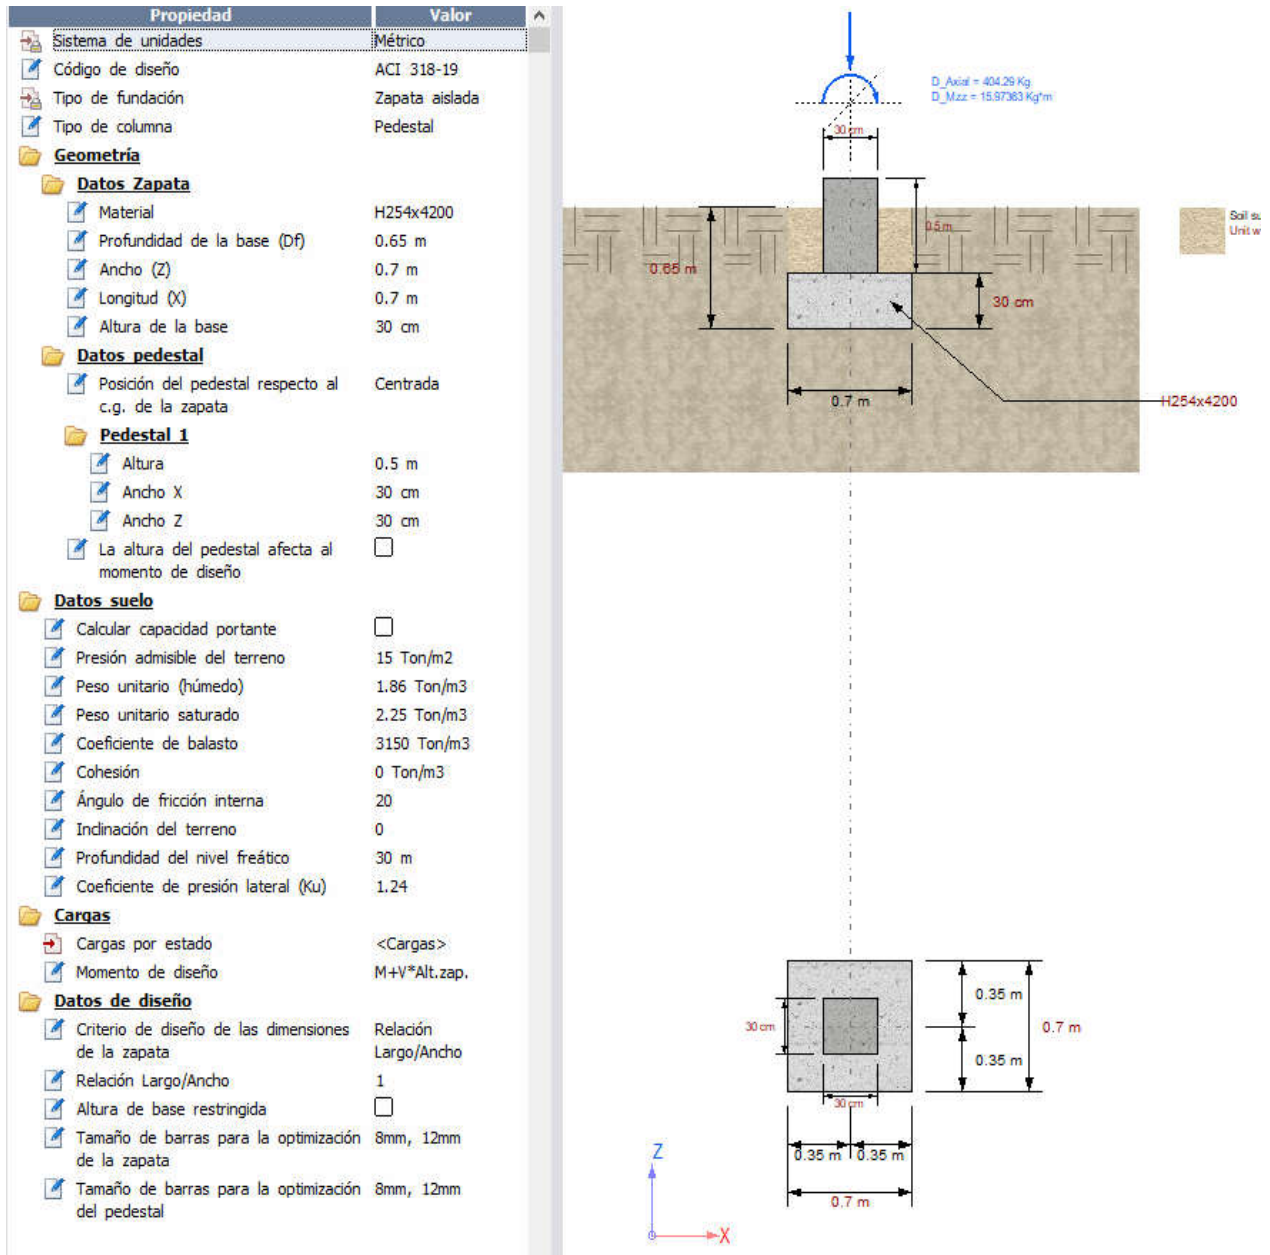 Propiedad Valor
Sistema de unidades Métrico
Código de diseño ACI 318-19
Tipo de fundación Zapata aislada
Tipo de columna Pedestal
Geometría
Datos Zapata
Material H254x4200
Profundidad de la base (Df) 0.65 m
Ancho (Z) 0.7 m
Longitud (X) 0.7 m
Altura de la base 30 cm
Datos pedestal
Posición del pedestal respecto al Centrada
c.g. de la zapata
Pedestal 1
Altura 0.5 m
Ancho X 30 cm
Ancho Z 30 cm
La altura del pedestal afecta al
momento de diseño
Datos suelo
Calcular capacidad portante
Presión admisible del terreno 15 Ton/m2
Peso unitario (húmedo) 1.86 Ton/m3
Peso unitario saturado 2.25 Ton/m3
Coeficiente de balasto 3150 Ton/m3
Cohesión 0 Ton/m3
Ángulo de fricción interna 20
Inclinación del terreno 0
Profundidad del nivel freático 30 m
Coeficiente de presión lateral (Ku) 1.24
Cargas
Cargas por estado <Cargas>
Momento de diseño M+V*Alt.zap.
Datos de diseño
Criterio de diseño de las dimensiones Relación
de la zapata Largo/Ancho
Relación Largo/Ancho 1
Altura de base restringida
Tamaño de barras para la optimización 8mm, 12mm
de la zapata
Tamaño de barras para la optimización 8mm, 12mm
del pedestal
D_Axial = 404.29 Kg
D_Mzz = 15.97363 Kg*m
30 cm
Soil su
Unit w
0.5 m
0.65 m
30 cm
0.7 m
H254x4200
0.35 m
30 cm
0.7 m
0.35 m
30 cm
0.35 m 0.35 m
0.7 m
Z
X